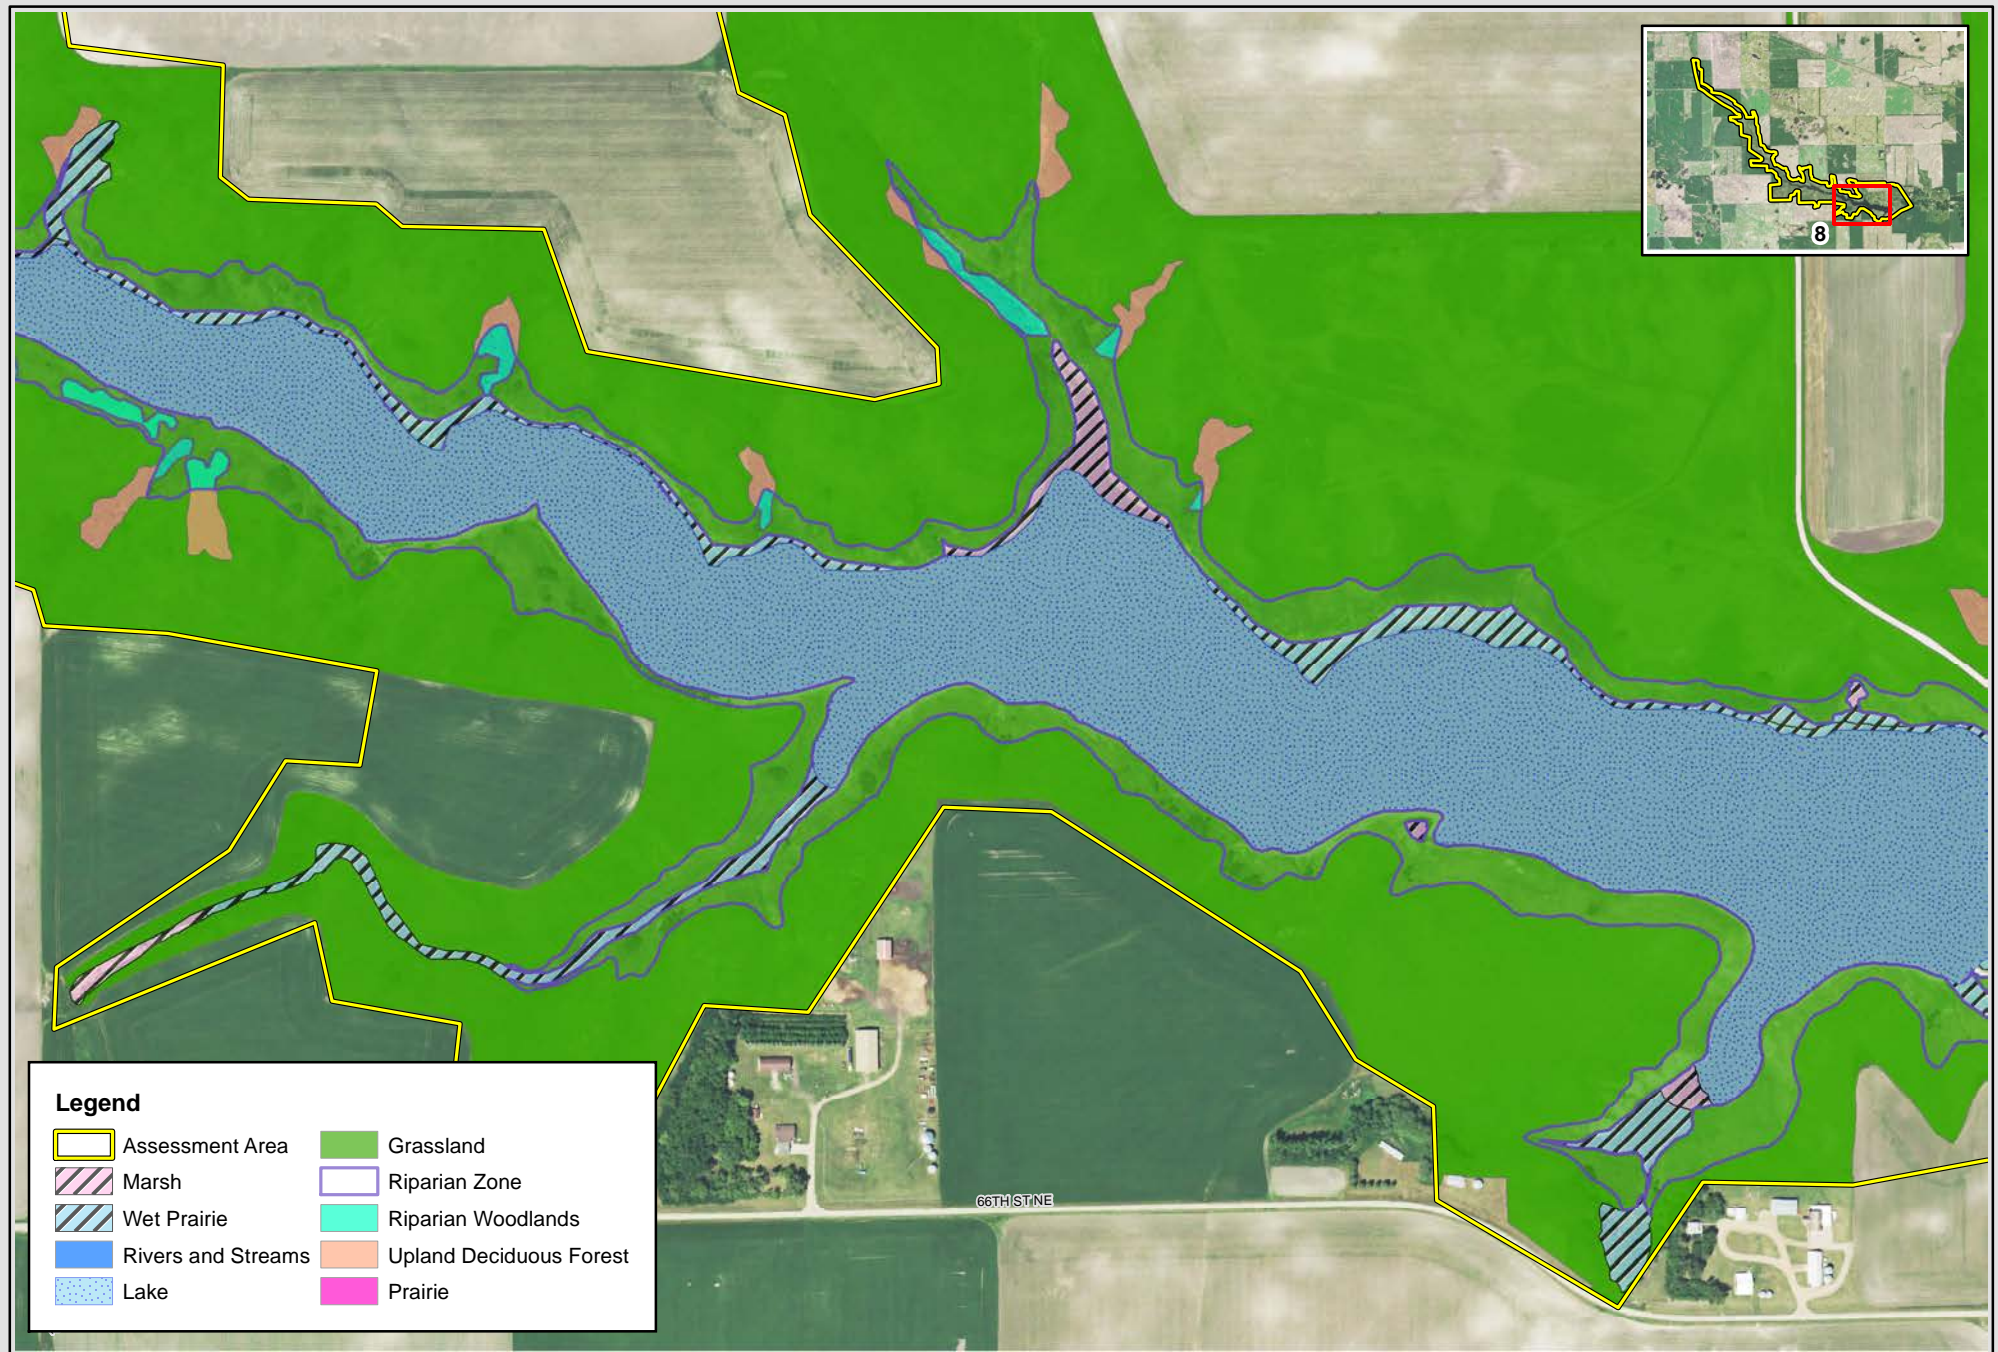 8
66TH ST NE
Legend
Assessment Area
Marsh
Wet Prairie
Rivers and Streams
Lake
Grassland
Riparian Zone
Riparian Woodlands
Upland Deciduous Forest
Prairie